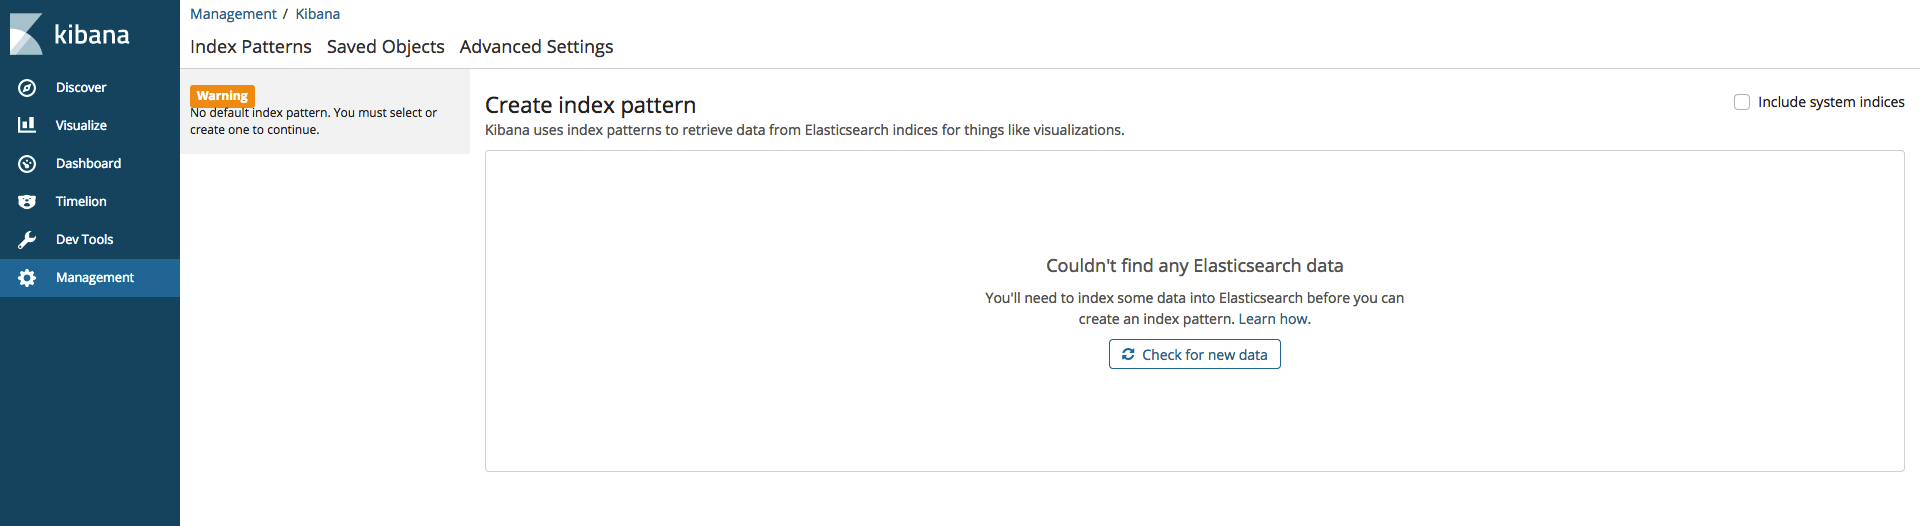 kibana
Discover
Visualize
Dashboard
Timelion
Dev Tools
Management
Management / Kibana
Index Patterns Saved Objects Advanced Settings
Warning
No default index pattern. You must select or
create one to continue.
Create index pattern
Include system indices
Kibana uses index patterns to retrieve data from Elasticsearch indices for things like visualizations.
Couldn't find any Elasticsearch data
You'll need to index some data into Elasticsearch before you can
create an index pattern. Learn how.
Check for new data